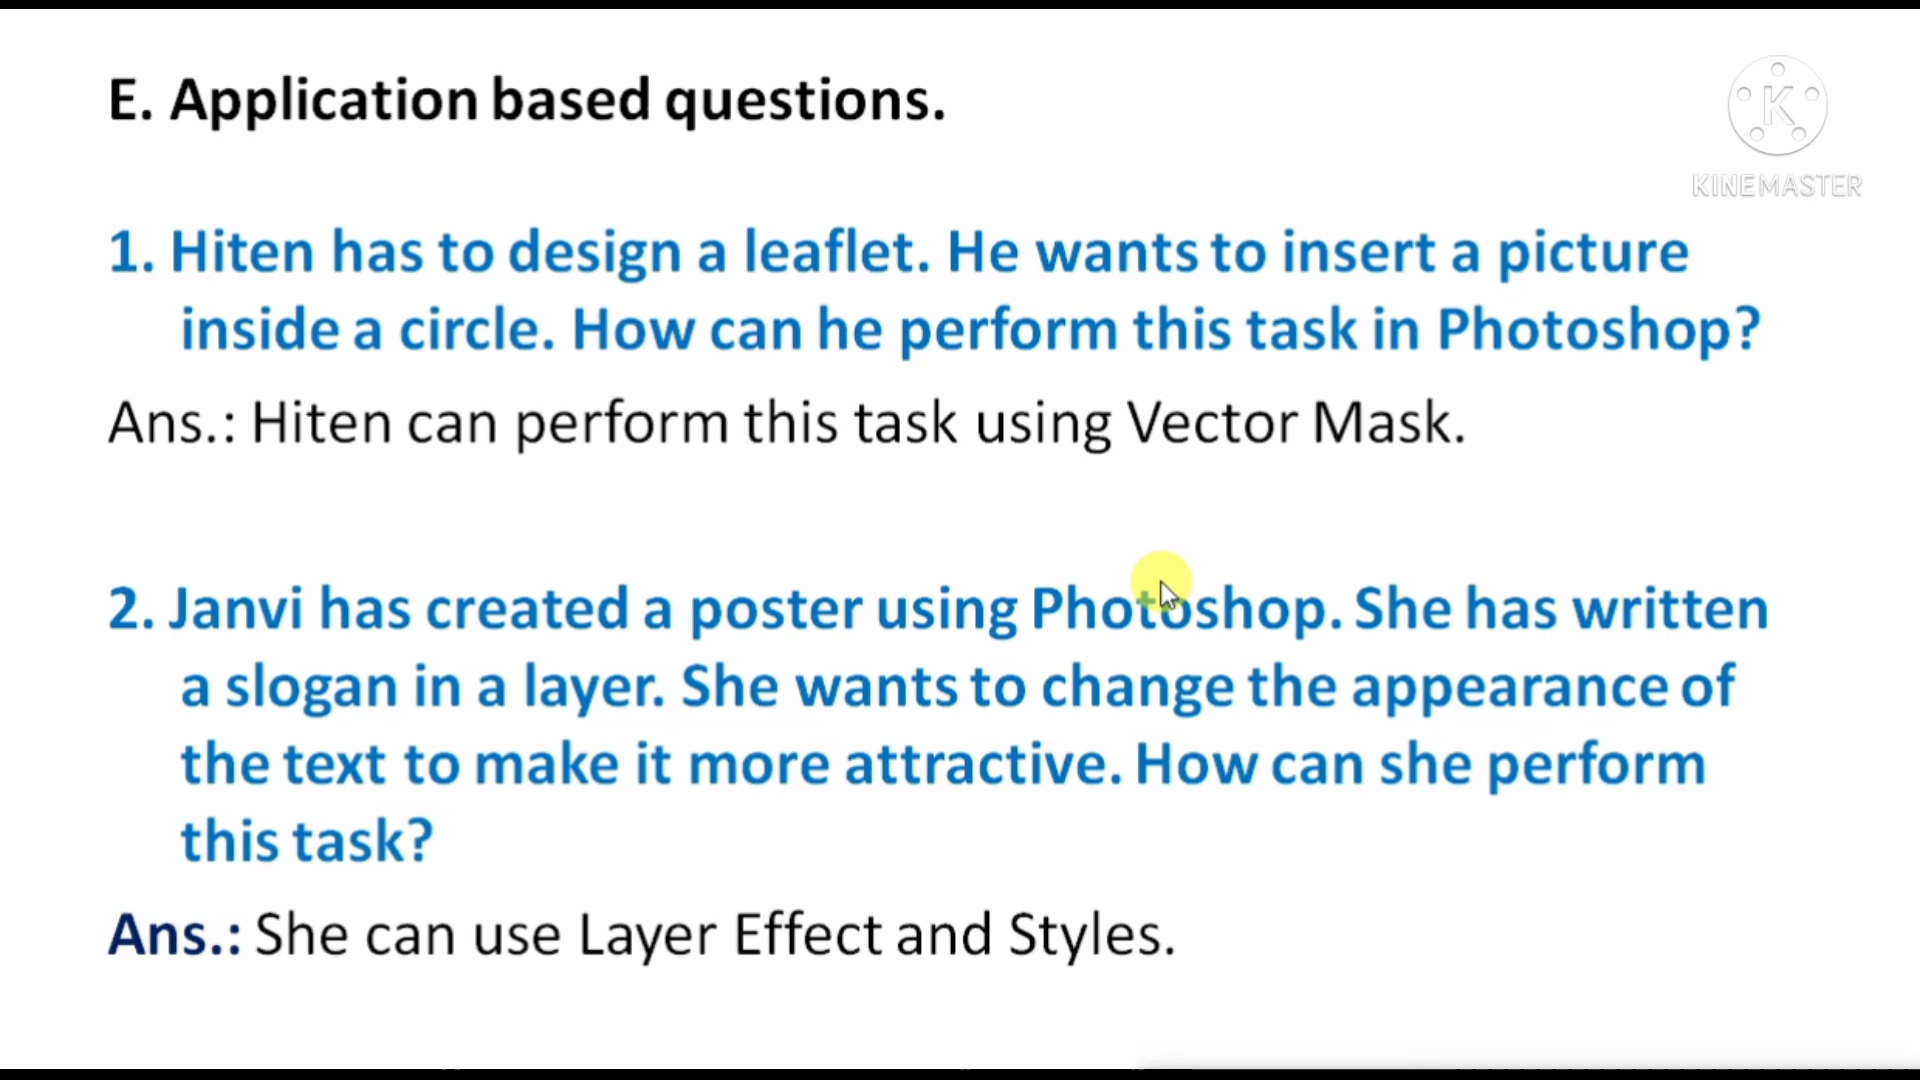 E. Application based questions.
KINEMASTER
1. Hiten has to design a leaflet. He wants to insert a picture
inside a circle. How can he perform this task in Photoshop?
Ans.: Hiten can perform this task using Vector Mask.
2. Janvi has created a poster using Photoshop. She has written
a slogan in a layer. She wants to change the appearance of
the text to make it more attractive. How can she perform
this task?
Ans.: She can use Layer Effect and Styles.